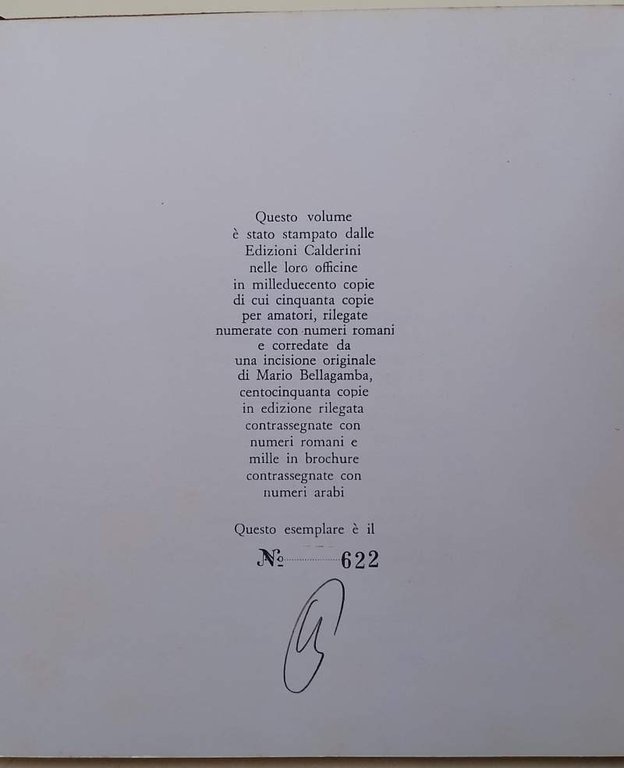 Questo volume
è stato stampato dalle
Edizioni Calderini
nelle loro officine
in milleduecento copie
di cui cinquanta copie
per amatori, rilegate
numerate con numeri romani
e corredate da
una incisione originale
di Mario Bellagamba,
centocinquanta copie
in edizione rilegata
contrassegnate con
numeri romani e
mille in brochure
contrassegnate con
numeri arabi
Questo esemplare è il
№ 622